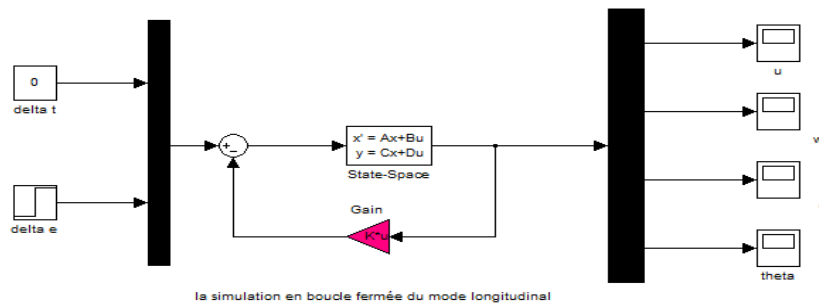 0
delta t
delta e
+
−
x' = Ax+Bu
y = Cx+Du
State-Space
Gain
K*u
u
w
theta
la simulation en boucle fermée du mode longitudinal